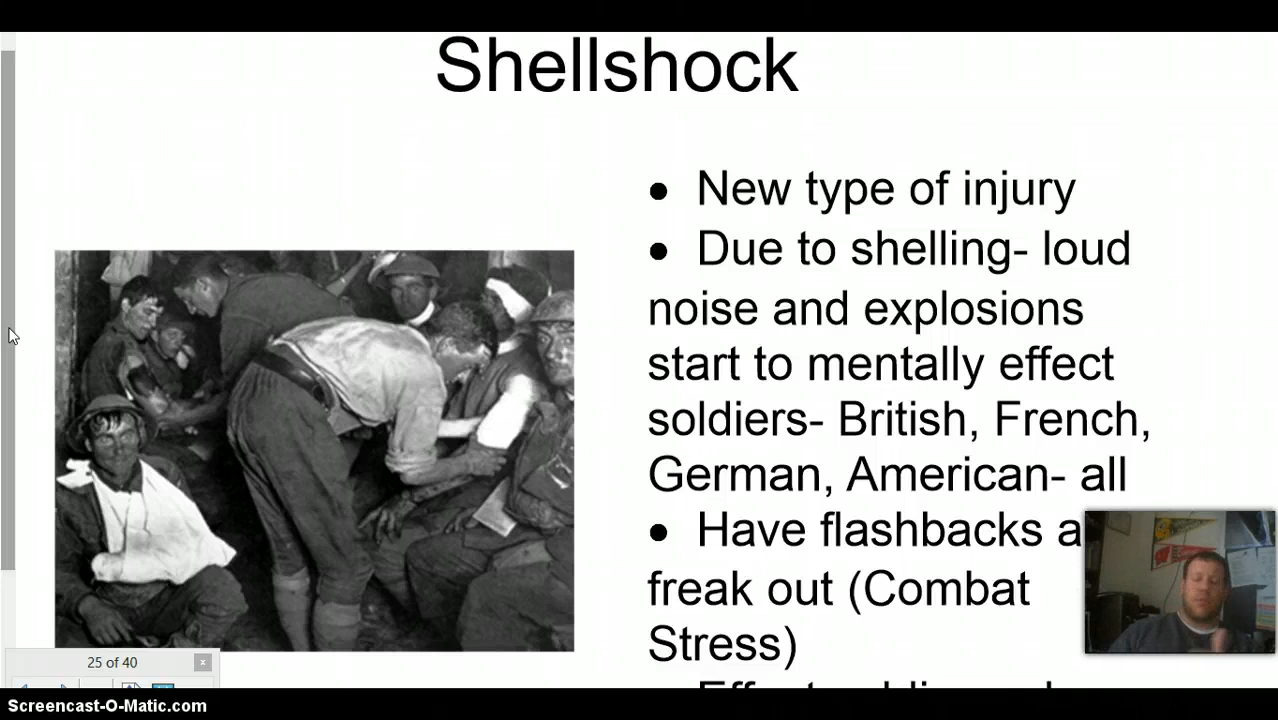 Shellshock
● New type of injury
● Due to shelling- loud
noise and explosions
start to mentally effect
soldiers- British, French,
German, American- all
● Have flashbacks a
freak out (Combat
Stress)
25 of 40
x
Screencast-O-Matic.com